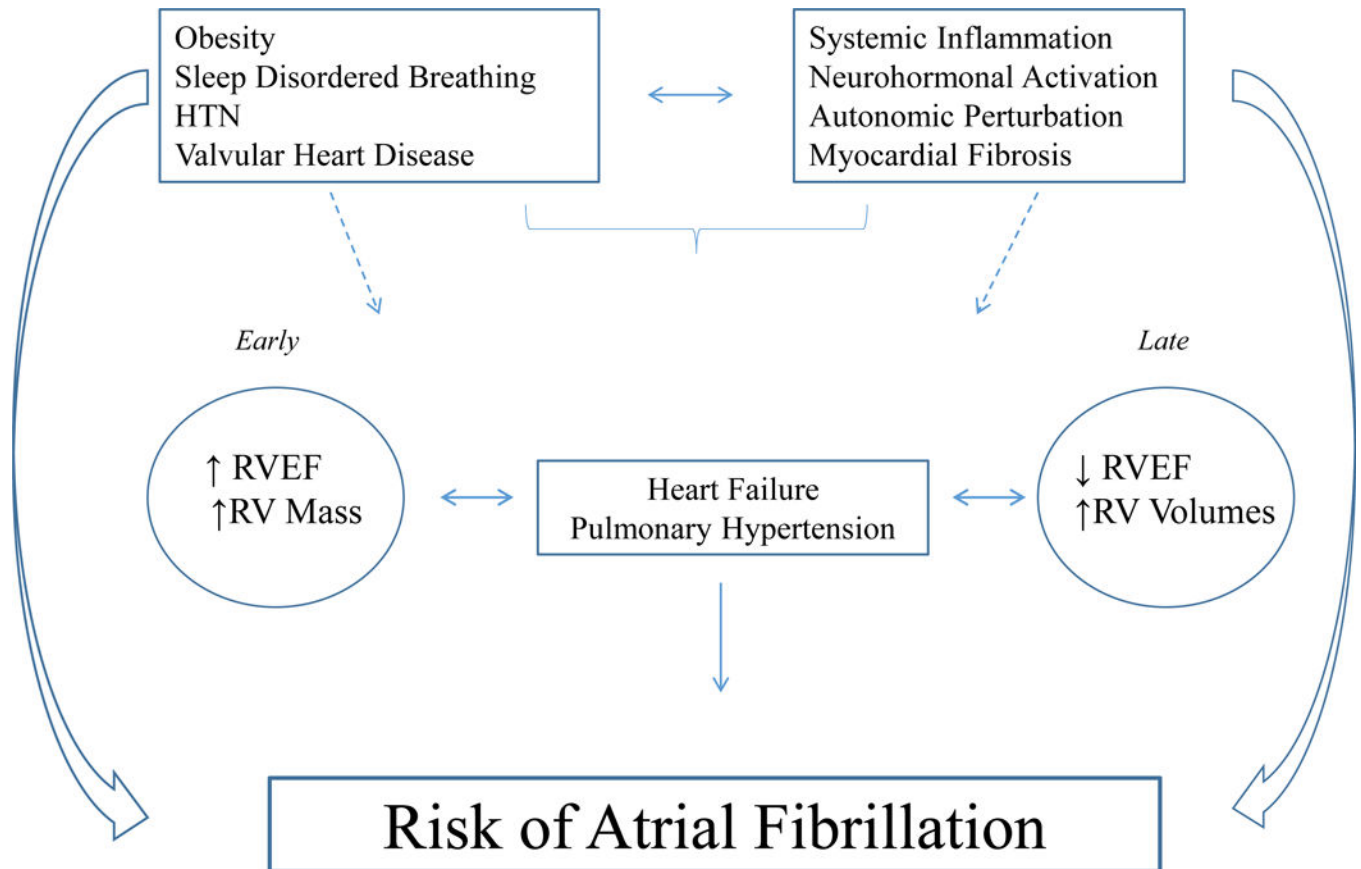 Obesity
Sleep Disordered Breathing
HTN
Valvular Heart Disease
Systemic Inflammation
Neurohormonal Activation
Autonomic Perturbation
Myocardial Fibrosis
Early
Late
↑ RVEF
↑RV Mass
Heart Failure
Pulmonary Hypertension
↓ RVEF
↑RV Volumes
Risk of Atrial Fibrillation